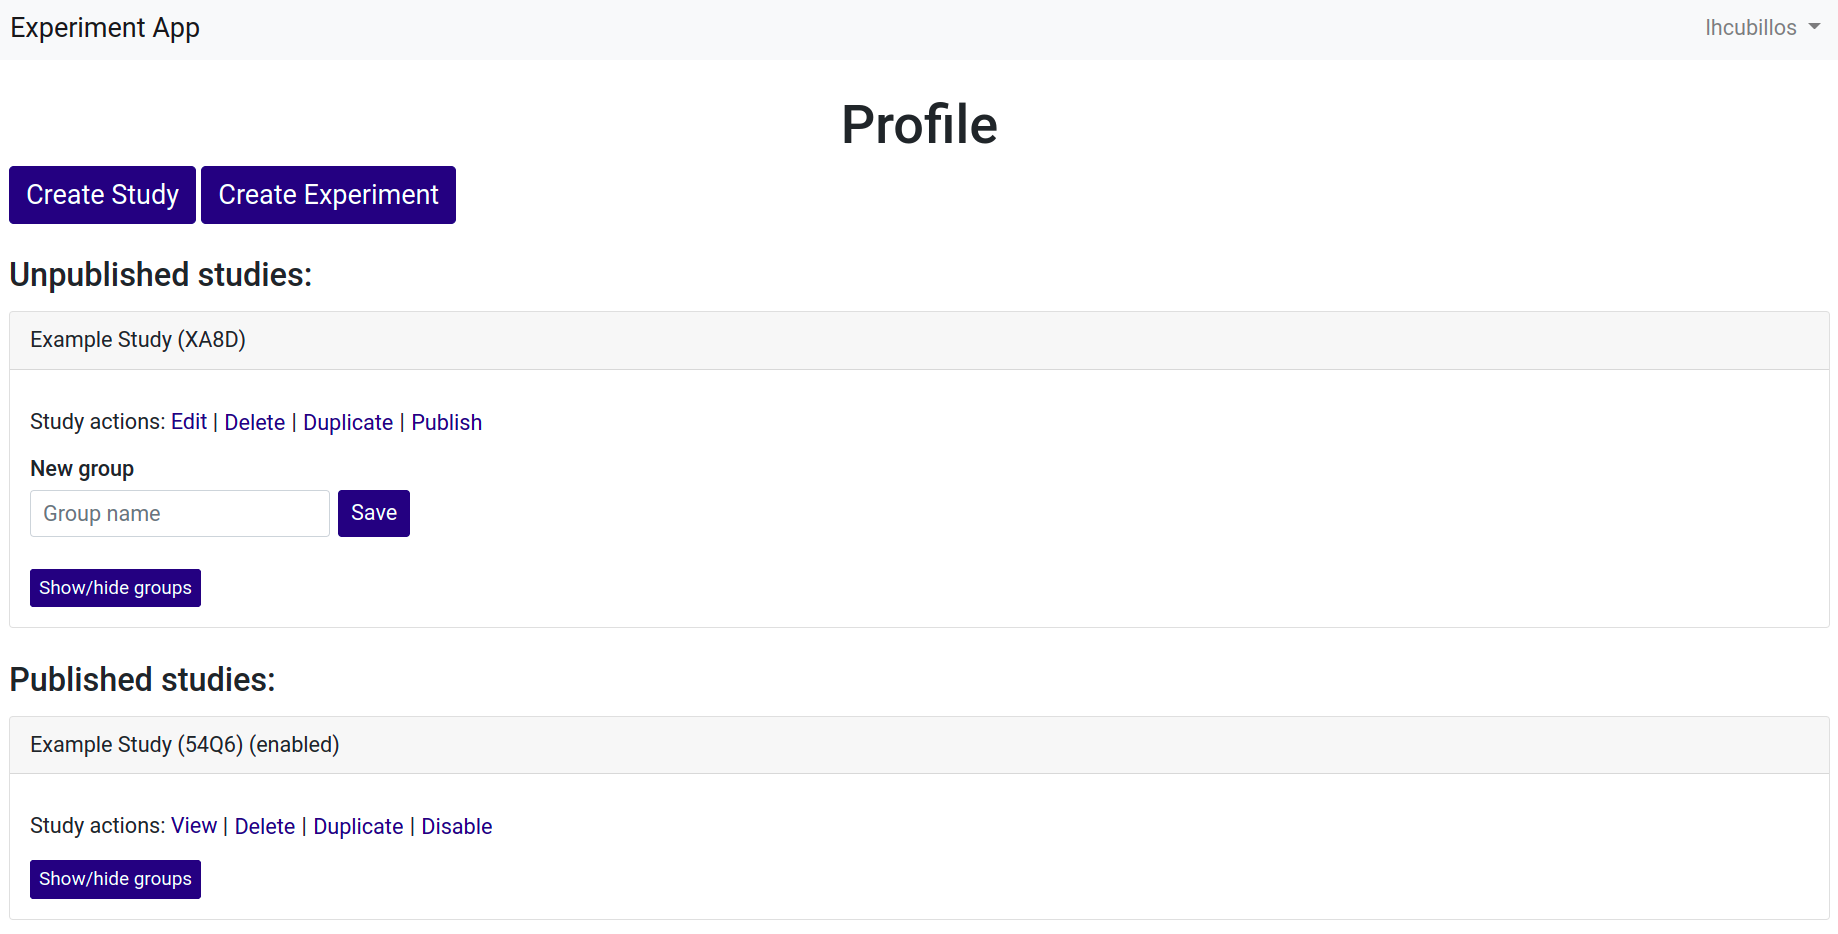 Experiment App
lhcubillos
Profile
Create Study Create Experiment
Unpublished studies:
Example Study (XA8D)
Study actions: Edit | Delete | Duplicate | Publish
New group
Group name Save
Show/hide groups
Published studies:
Example Study (54Q6) (enabled)
Study actions: View | Delete | Duplicate | Disable
Show/hide groups